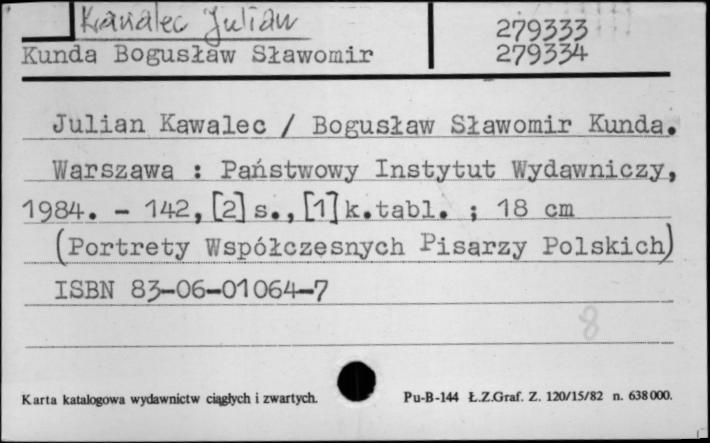 Kawalec Julian
279333
Kunda Bogusław Sławomir
279334
Julian Kawalec / Bogusław Sławomir Kunda.
Warszawa : Państwowy Instytut Wydawniczy,
1984. - 142, [2] s., [1] k.tabl. ; 18 cm
(Portrety Współczesnych Pisarzy Polskich)
ISBN 83-06-01064-7
8
Karta katalogowa wydawnictw ciągłych i zwartych. Pu-B-144 Ł.Z.Graf. Z. 120/15/82 n. 638000.